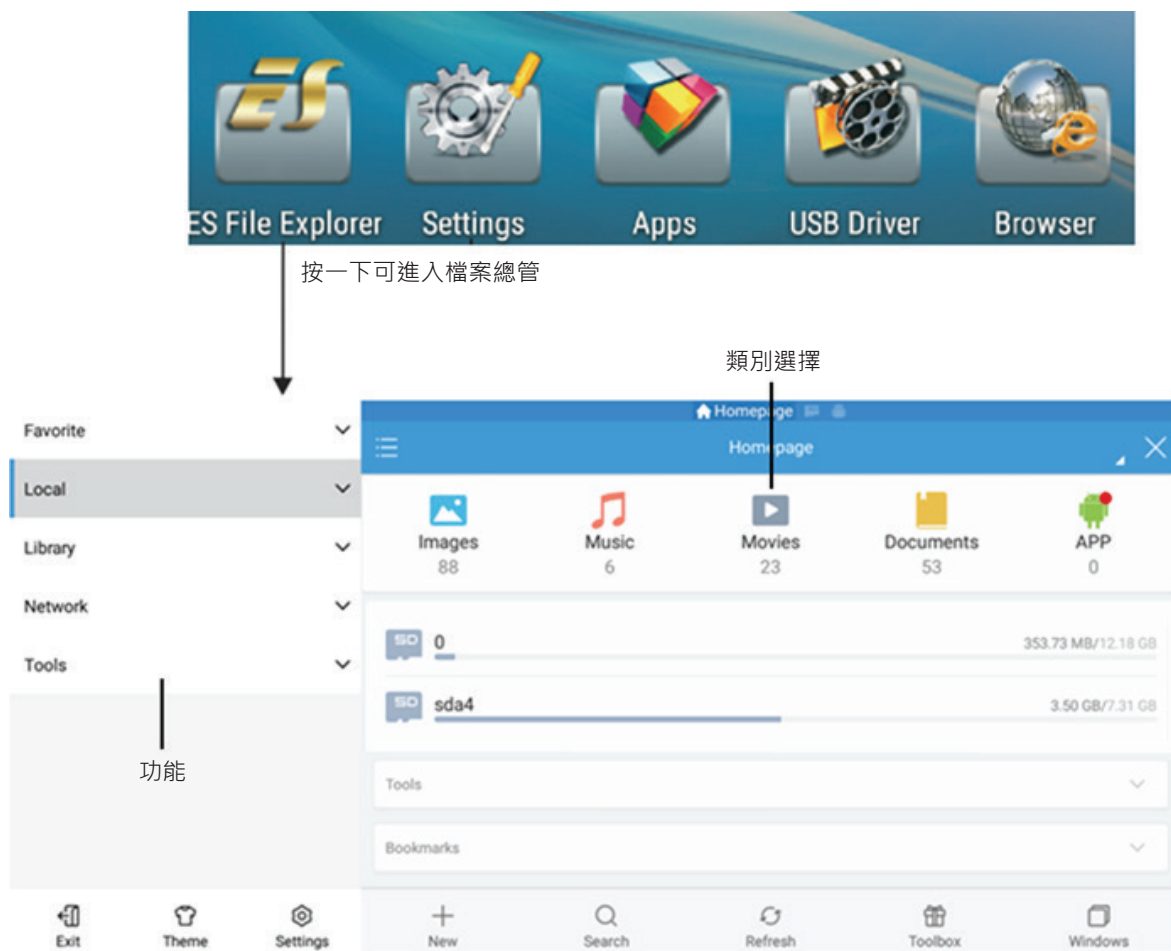 ES File Explorer Settings Apps USB Driver Browser
按一下可進入檔案總管
類別選擇
Favorite
Local
Library
Network
Tools
功能
Exit Theme Settings
Homepage
Homepage
Images Music Movies Documents APP
88 6 23 53 0
SD 0 353.73 MB/12.18 GB
SD sda4 3.50 GB/7.31 GB
Tools
Bookmarks
New Search Refresh Toolbox Windows